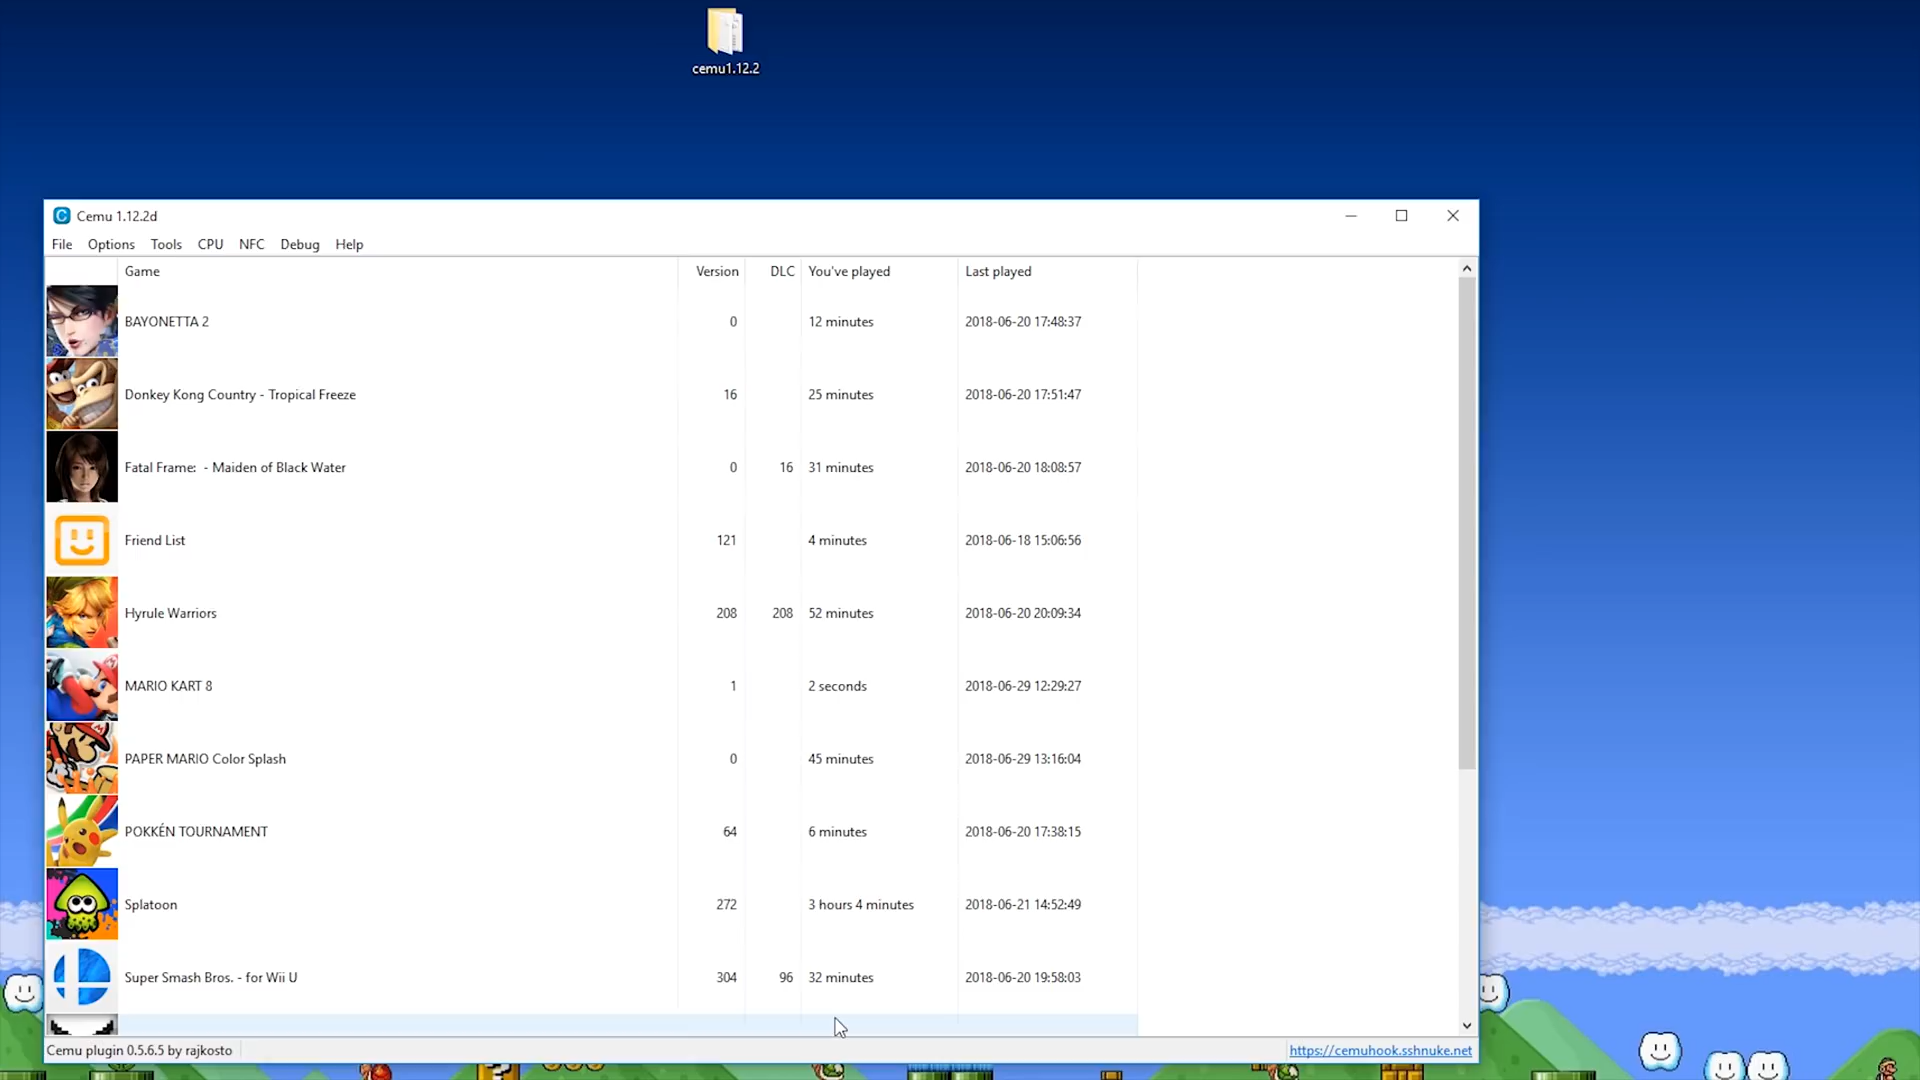 cemu1.12.2
Cemu 1.12.2d
File Options Tools CPU NFC Debug Help
Game Version DLC You've played Last played
BAYONETTA 2 0 12 minutes 2018-06-20 17:48:37
Donkey Kong Country - Tropical Freeze 16 25 minutes 2018-06-20 17:51:47
Fatal Frame:  - Maiden of Black Water 0 16 31 minutes 2018-06-20 18:08:57
Friend List 121 4 minutes 2018-06-18 15:06:56
Hyrule Warriors 208 208 52 minutes 2018-06-20 20:09:34
MARIO KART 8 1 2 seconds 2018-06-29 12:29:27
PAPER MARIO Color Splash 0 45 minutes 2018-06-29 13:16:04
POKKÉN TOURNAMENT 64 6 minutes 2018-06-20 17:38:15
Splatoon 272 3 hours 4 minutes 2018-06-21 14:52:49
Super Smash Bros. - for Wii U 304 96 32 minutes 2018-06-20 19:58:03
Cemu plugin 0.5.6.5 by rajkosto https://cemuhook.sshnuke.net